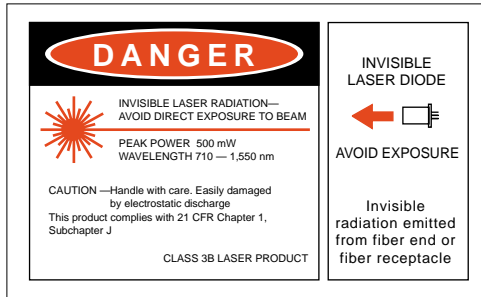 DANGER
INVISIBLE LASER RADIATION—
AVOID DIRECT EXPOSURE TO BEAM
PEAK POWER 500 mW
WAVELENGTH 710 — 1,550 nm
CAUTION —Handle with care. Easily damaged
by electrostatic discharge
This product complies with 21 CFR Chapter 1,
Subchapter J
CLASS 3B LASER PRODUCT
INVISIBLE
LASER DIODE
AVOID EXPOSURE
Invisible
radiation emitted
from fiber end or
fiber receptacle